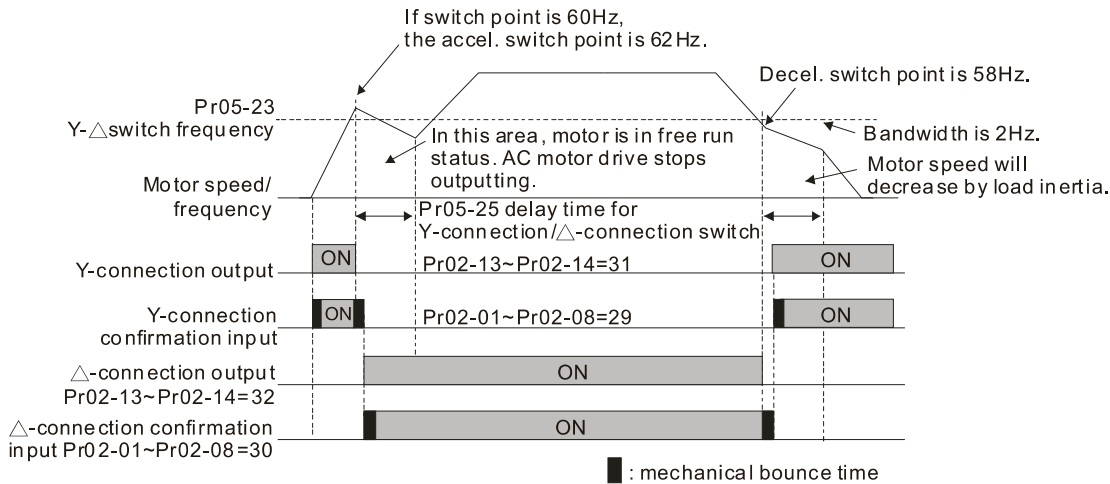 If switch point is 60Hz,
the accel. switch point is 62Hz.
Decel. switch point is 58Hz.
Pr05-23
Y-△switch frequency
In this area, motor is in free run
status. AC motor drive stops
outputting.
Bandwidth is 2Hz.
Motor speed will
decrease by load inertia.
Motor speed/
frequency
Pr05-25 delay time for
Y-connection/△-connection switch
Y-connection output
ON
Pr02-13~Pr02-14=31
ON
Y-connection
confirmation input
ON
Pr02-01~Pr02-08=29
ON
△-connection output
Pr02-13~Pr02-14=32
ON
△-connection confirmation
input Pr02-01~Pr02-08=30
ON
: mechanical bounce time